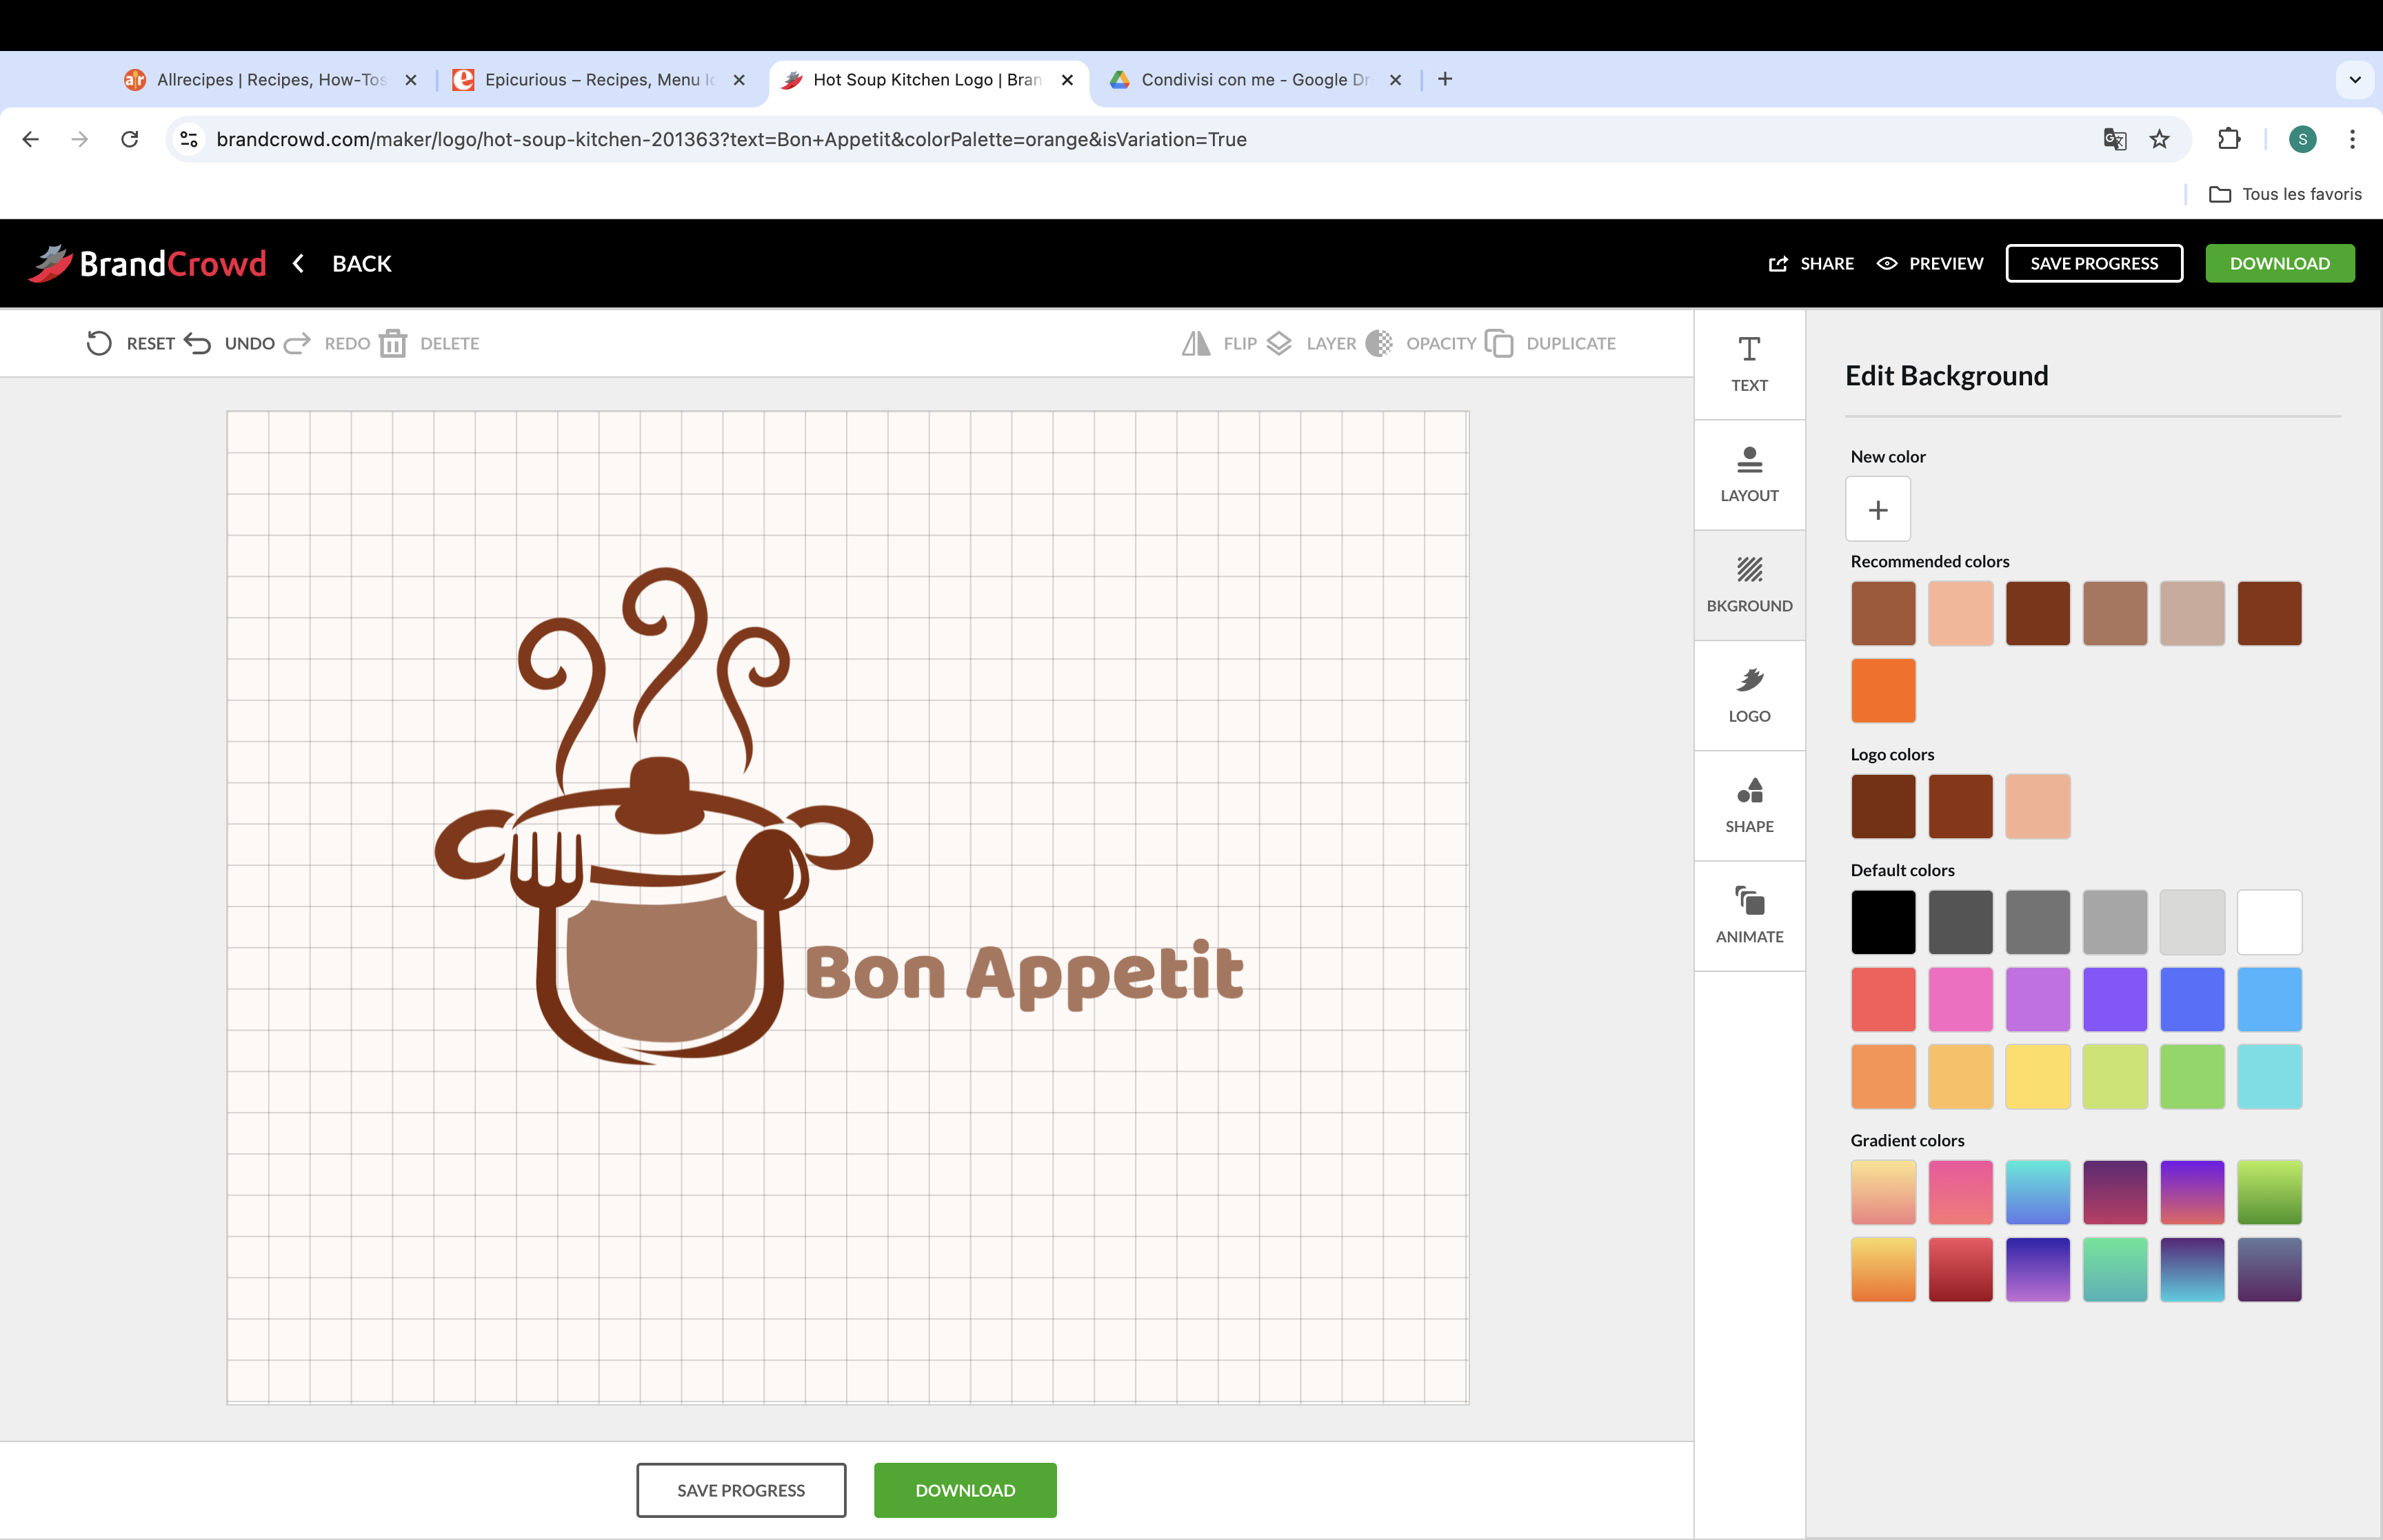 Allrecipes | Recipes, How-Tos
Epicurious – Recipes, Menu Ic
Hot Soup Kitchen Logo | Bran
Condivisi con me - Google Dr
brandcrowd.com/maker/logo/hot-soup-kitchen-201363?text=Bon+Appetit&colorPalette=orange&isVariation=True
S
Tous les favoris
BrandCrowd
BACK
SHARE
PREVIEW
SAVE PROGRESS
DOWNLOAD
RESET
UNDO
REDO
DELETE
FLIP
LAYER
OPACITY
DUPLICATE
TEXT
LAYOUT
BKGROUND
LOGO
SHAPE
ANIMATE
Edit Background
New color
Recommended colors
Logo colors
Default colors
Gradient colors
Bon Appetit
SAVE PROGRESS
DOWNLOAD